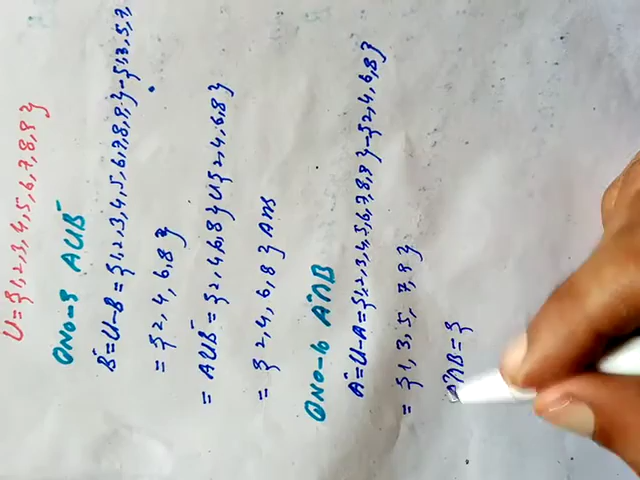 U={1,2,3,4,5,6,7,8,9}
QNo-5 AUB⁻
B⁻=U-B={1,2,3,4,5,6,7,8,9}-{1,3,5,7,
={2,4,6,8}
=AUB⁻={2,4,6,8}U{2,4,6,8}
={2,4,6,8} Ans
QNo-6 A⁻∩B
A⁻=U-A={1,2,3,4,5,6,7,8,9}-{2,4,6,8}
={1,3,5,7,9}
A⁻∩B={